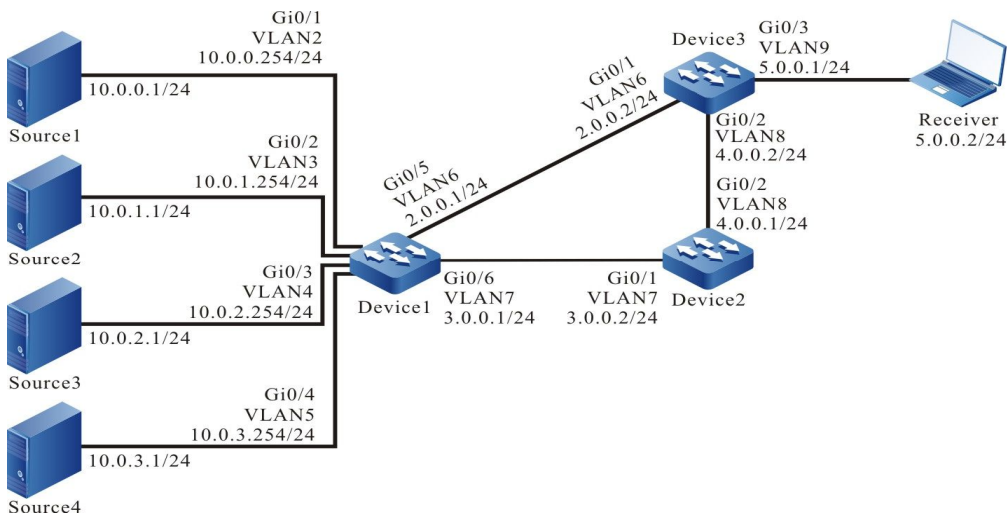 Gi0/1
VLAN2
10.0.0.254/24
10.0.0.1/24
Source1
Gi0/2
VLAN3
10.0.1.254/24
10.0.1.1/24
Source2
Gi0/3
VLAN4
10.0.2.254/24
10.0.2.1/24
Source3
Gi0/4
VLAN5
10.0.3.254/24
10.0.3.1/24
Source4
Gi0/5
VLAN6
2.0.0.1/24
Device1
Gi0/6
VLAN7
3.0.0.1/24
Gi0/1
VLAN6
2.0.0.2/24
Device3
Gi0/3
VLAN9
5.0.0.1/24
Gi0/2
VLAN8
4.0.0.2/24
Gi0/2
VLAN8
4.0.0.1/24
Gi0/1
VLAN7
3.0.0.2/24
Device2
Receiver
5.0.0.2/24